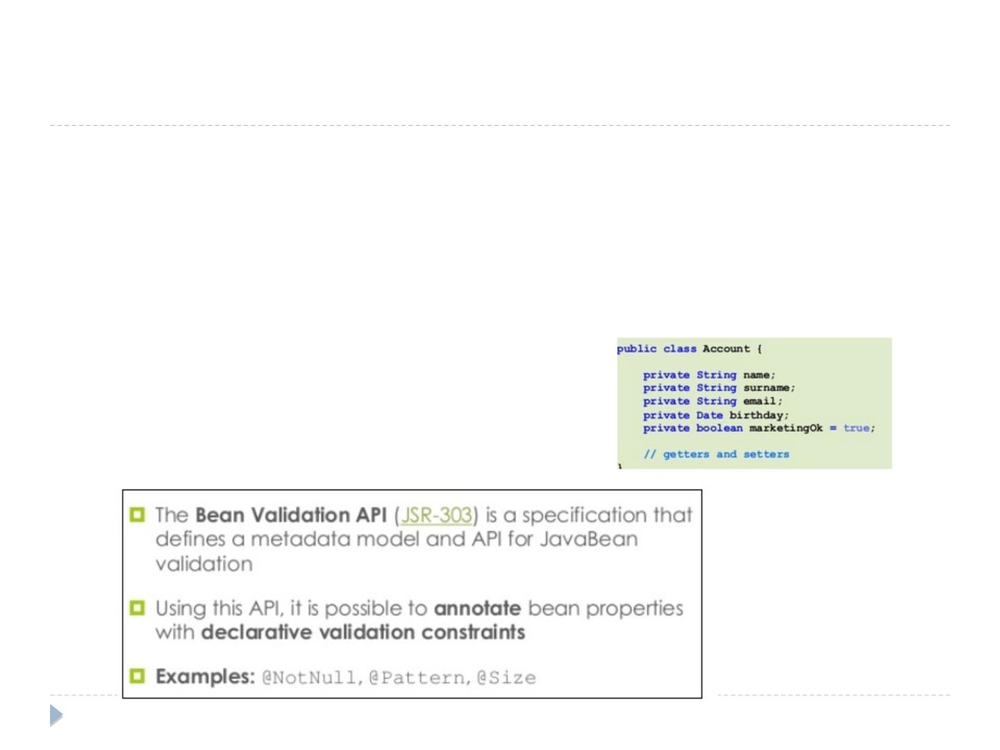 public class Account {
private String name;
private String surname;
private String email;
private Date birthday;
private boolean marketingOk = true;
// getters and setters
}
The Bean Validation API (JSR-303) is a specification that
defines a metadata model and API for JavaBean
validation
Using this API, it is possible to annotate bean properties
with declarative validation constraints
Examples: @NotNull, @Pattern, @Size